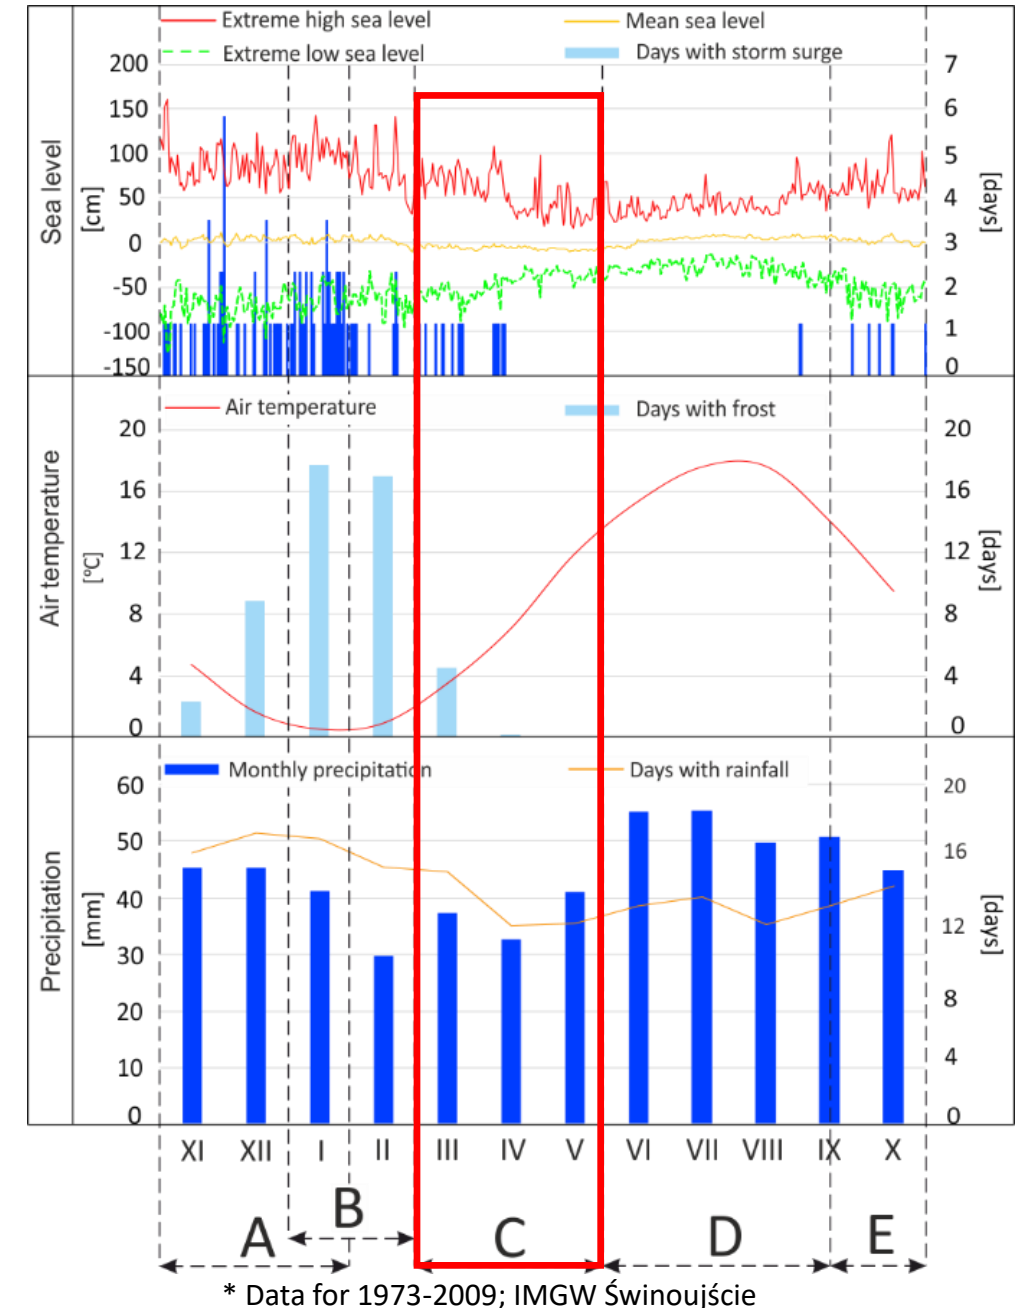 Extreme high sea level Mean sea level
Extreme low sea level Days with storm surge
Sea level
[cm]
200
150
100
50
0
-50
-100
-150
7
6
5
4
3
2
1
0
[days]
Air temperature Days with frost
Air temperature
[°C]
20
16
12
8
4
0
20
16
12
8
4
0
[days]
Monthly precipitation Days with rainfall
Precipitation
[mm]
60
50
40
30
20
10
0
20
16
12
8
4
0
[days]
XI XII I II III IV V VI VII VIII IX X
A B C D E
* Data for 1973-2009; IMGW Świnoujście